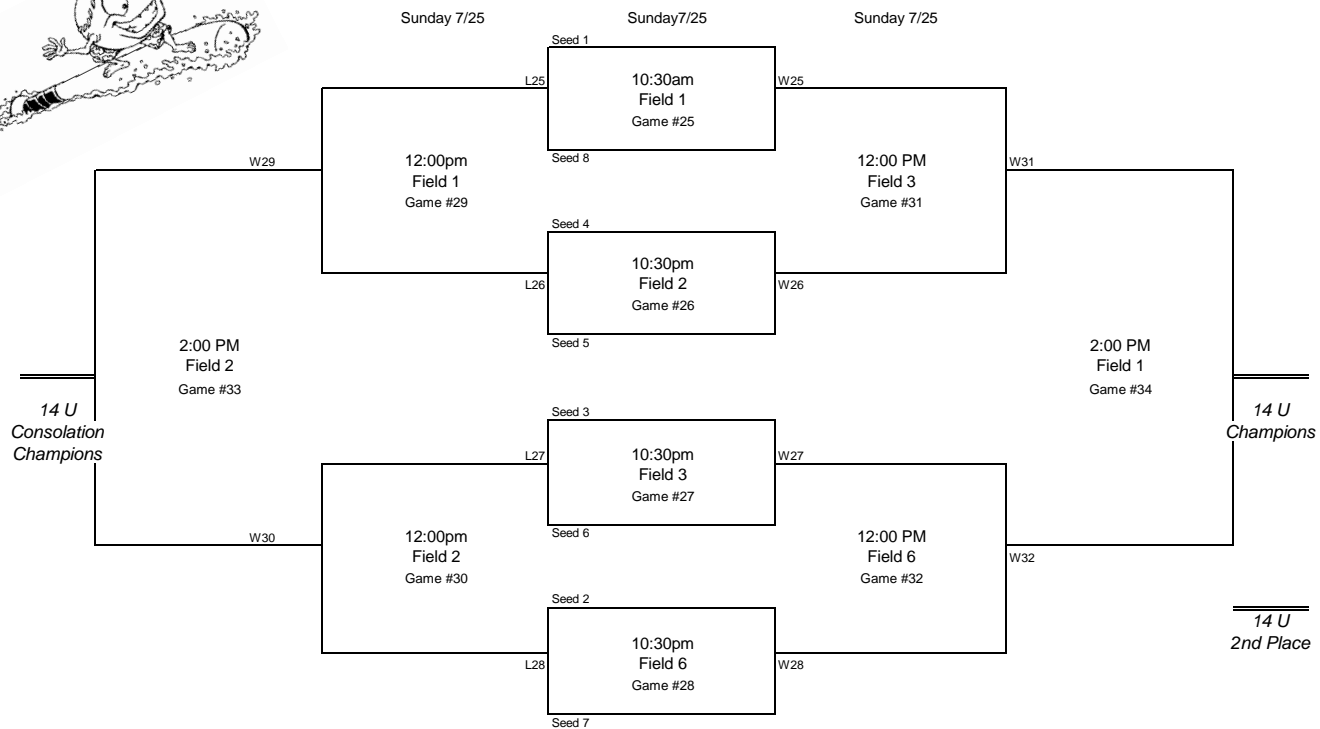 Sunday 7/25
Sunday7/25
Sunday 7/25
Seed 1
L25
10:30am
W25
Field 1
Game #25
Seed 8
W29
12:00pm
Field 1
Game #29
12:00 PM
Field 3
Game #31
W31
Seed 4
10:30pm
Field 2
Game #26
L26
W26
Seed 5
2:00 PM
Field 2
Game #33
2:00 PM
Field 1
Game #34
14 U
Consolation
Champions
14 U
Champions
Seed 3
L27
10:30pm
W27
Field 3
Game #27
Seed 6
W30
12:00pm
Field 2
Game #30
12:00 PM
Field 6
Game #32
W32
Seed 2
10:30pm
Field 6
Game #28
L28
W28
Seed 7
14 U
2nd Place